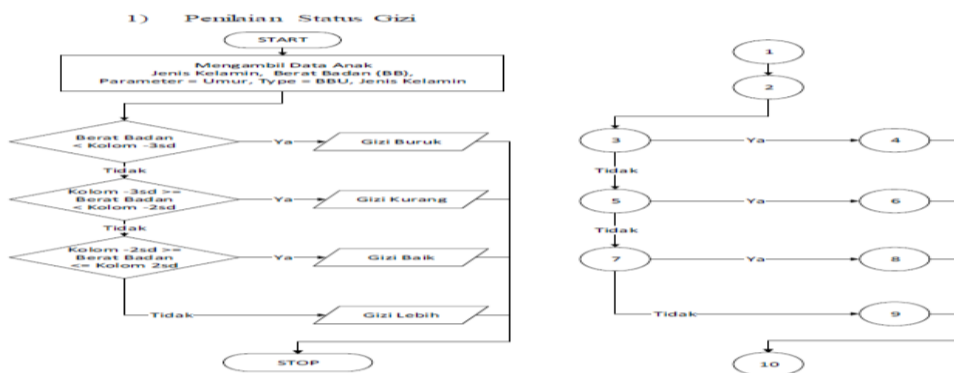 1) Penilaian Status Gizi
START
Mengambil Data Anak
Jenis Kelamin, Berat Badan (BB),
Parameter = Umur, Type = BBU, Jenis Kelamin
Berat Badan
< Kolom -3sd
Ya
Gizi Buruk
Tidak
Kolom -3sd >=
Berat Badan
< Kolom -2sd
Ya
Gizi Kurang
Tidak
Kolom -2sd >=
Berat Badan
<= Kolom 2sd
Ya
Gizi Baik
Tidak
Gizi Lebih
STOP
1
2
3
Ya
4
Tidak
5
Ya
6
Tidak
7
Ya
8
Tidak
9
10